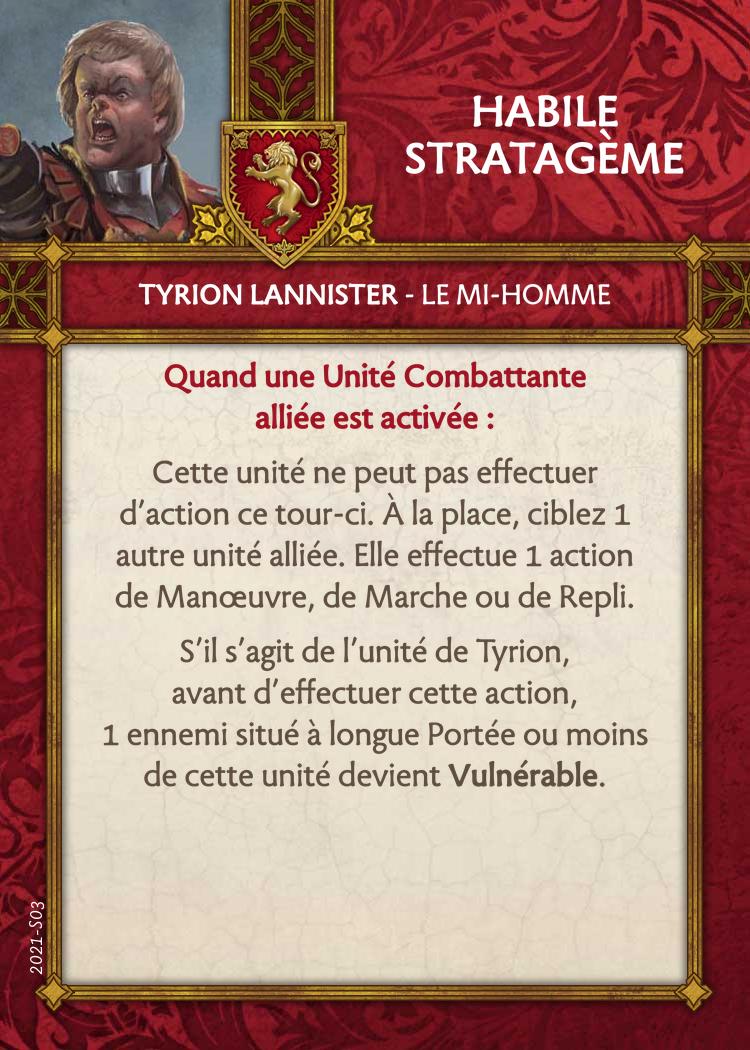 HABILE
STRATAGÈME
TYRION LANNISTER - LE MI-HOMME
Quand une Unité Combattante
alliée est activée :
Cette unité ne peut pas effectuer
d'action ce tour-ci. À la place, ciblez 1
autre unité alliée. Elle effectue 1 action
de Manœuvre, de Marche ou de Repli.
S'il s'agit de l'unité de Tyrion,
avant d'effectuer cette action,
1 ennemi situé à longue Portée ou moins
de cette unité devient Vulnérable.
2021-S03